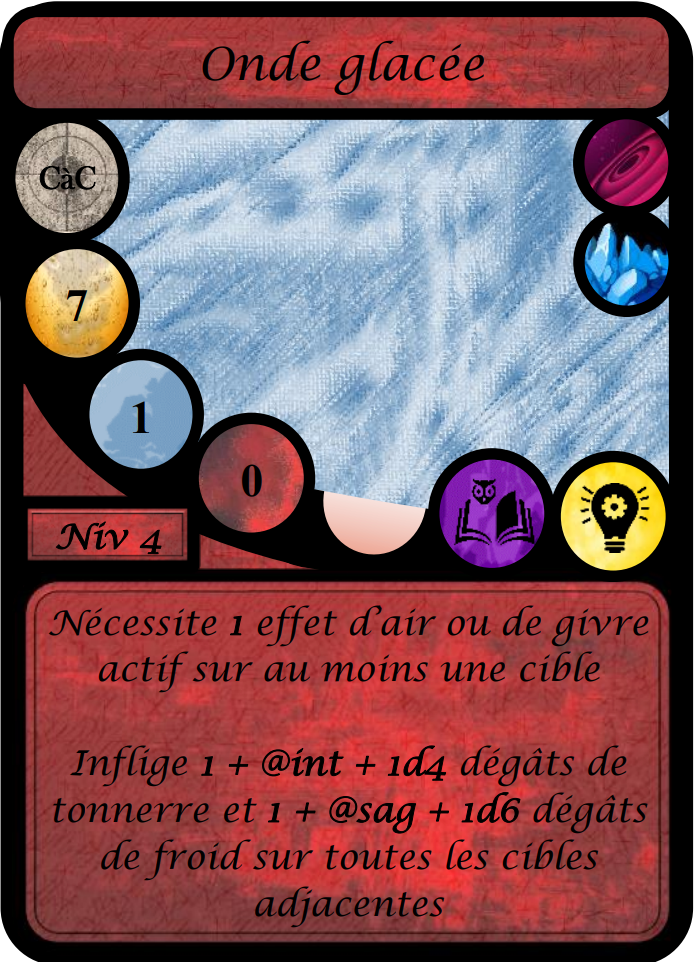 Onde glacée
CàC
7
1
0
Niv 4
Nécessite 1 effet d'air ou de givre
actif sur au moins une cible
Inflige 1 + @int + 1d4 dégâts de
tonnerre et 1 + @sag + 1d6 dégâts
de froid sur toutes les cibles
adjacentes